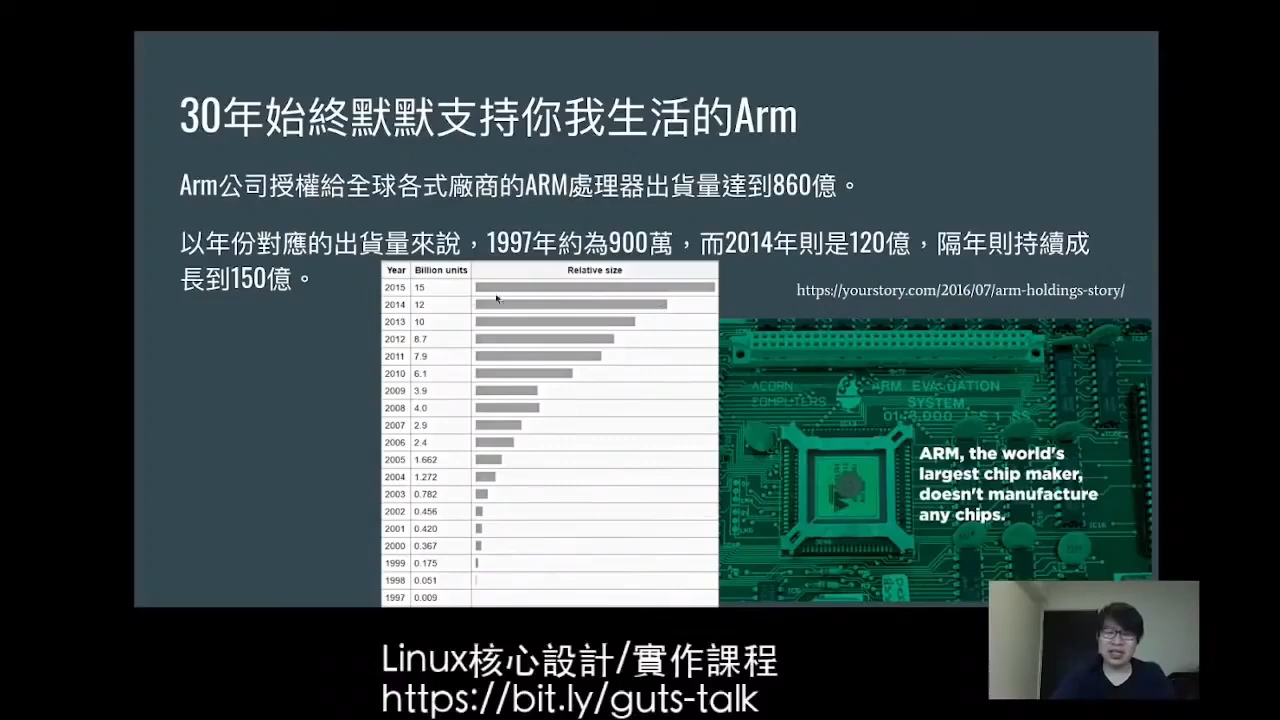 30年始終默默支持你我生活的Arm
Arm公司授權給全球各式廠商的ARM處理器出貨量達到860億。
以年份對應的出貨量來說，1997年約為900萬，而2014年則是120億，隔年則持續成
長到150億。
https://yourstory.com/2016/07/arm-holdings-story/
Year Billion units Relative size
2015 15
2014 12
2013 10
2012 8.7
2011 7.9
2010 6.1
2009 3.9
2008 4.0
2007 2.9
2006 2.4
2005 1.662
2004 1.272
2003 0.782
2002 0.456
2001 0.420
2000 0.367
1999 0.175
1998 0.051
1997 0.009
ACORN
COMPUTERS
ARM EVALUATION
SYSTEM
ARM, the world's
largest chip maker,
doesn't manufacture
any chips.
Linux核心設計/實作課程
https://bit.ly/guts-talk